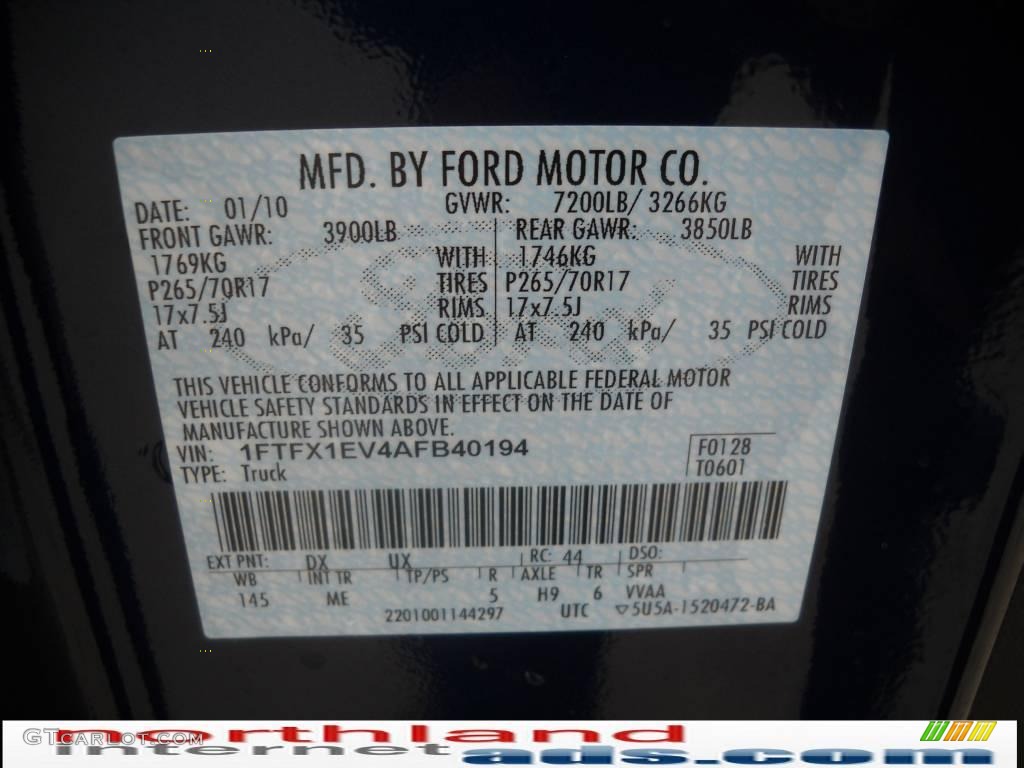 MFD. BY FORD MOTOR CO.
DATE: 01/10 GVWR: 7200LB/ 3266KG
FRONT GAWR: 3900LB REAR GAWR: 3850LB
1769KG WITH 1746KG WITH
P265/70R17 TIRES P265/70R17 TIRES
17x7.5J RIMS 17x7.5J RIMS
AT 240 kPa/ 35 PSI COLD AT 240 kPa/ 35 PSI COLD
THIS VEHICLE CONFORMS TO ALL APPLICABLE FEDERAL MOTOR
VEHICLE SAFETY STANDARDS IN EFFECT ON THE DATE OF
MANUFACTURE SHOWN ABOVE.
VIN: 1FTFX1EV4AFB40194 F0128
TYPE: Truck T0601
EXT PNT: DX UX RC: 44 DSO:
WB INT TR TP/PS R AXLE TR SPR
145 ME 5 H9 6 VVAA
2201001144297 UTC ▽5U5A-1520472-BA
GTCarLot.com
northland
internet ads.com